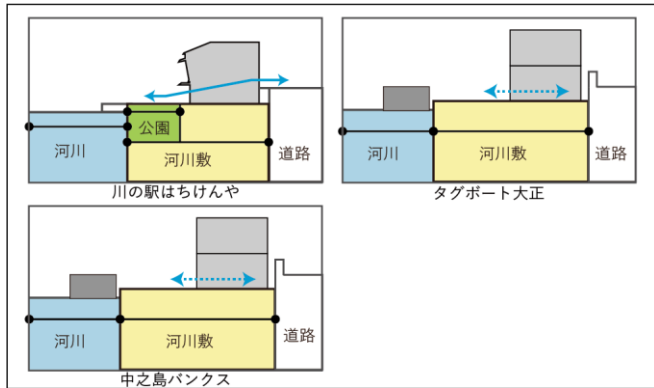 公園
河川
河川敷
道路
川の駅はちけんや
河川
河川敷
道路
タグボート大正
河川
河川敷
道路
中之島バンクス